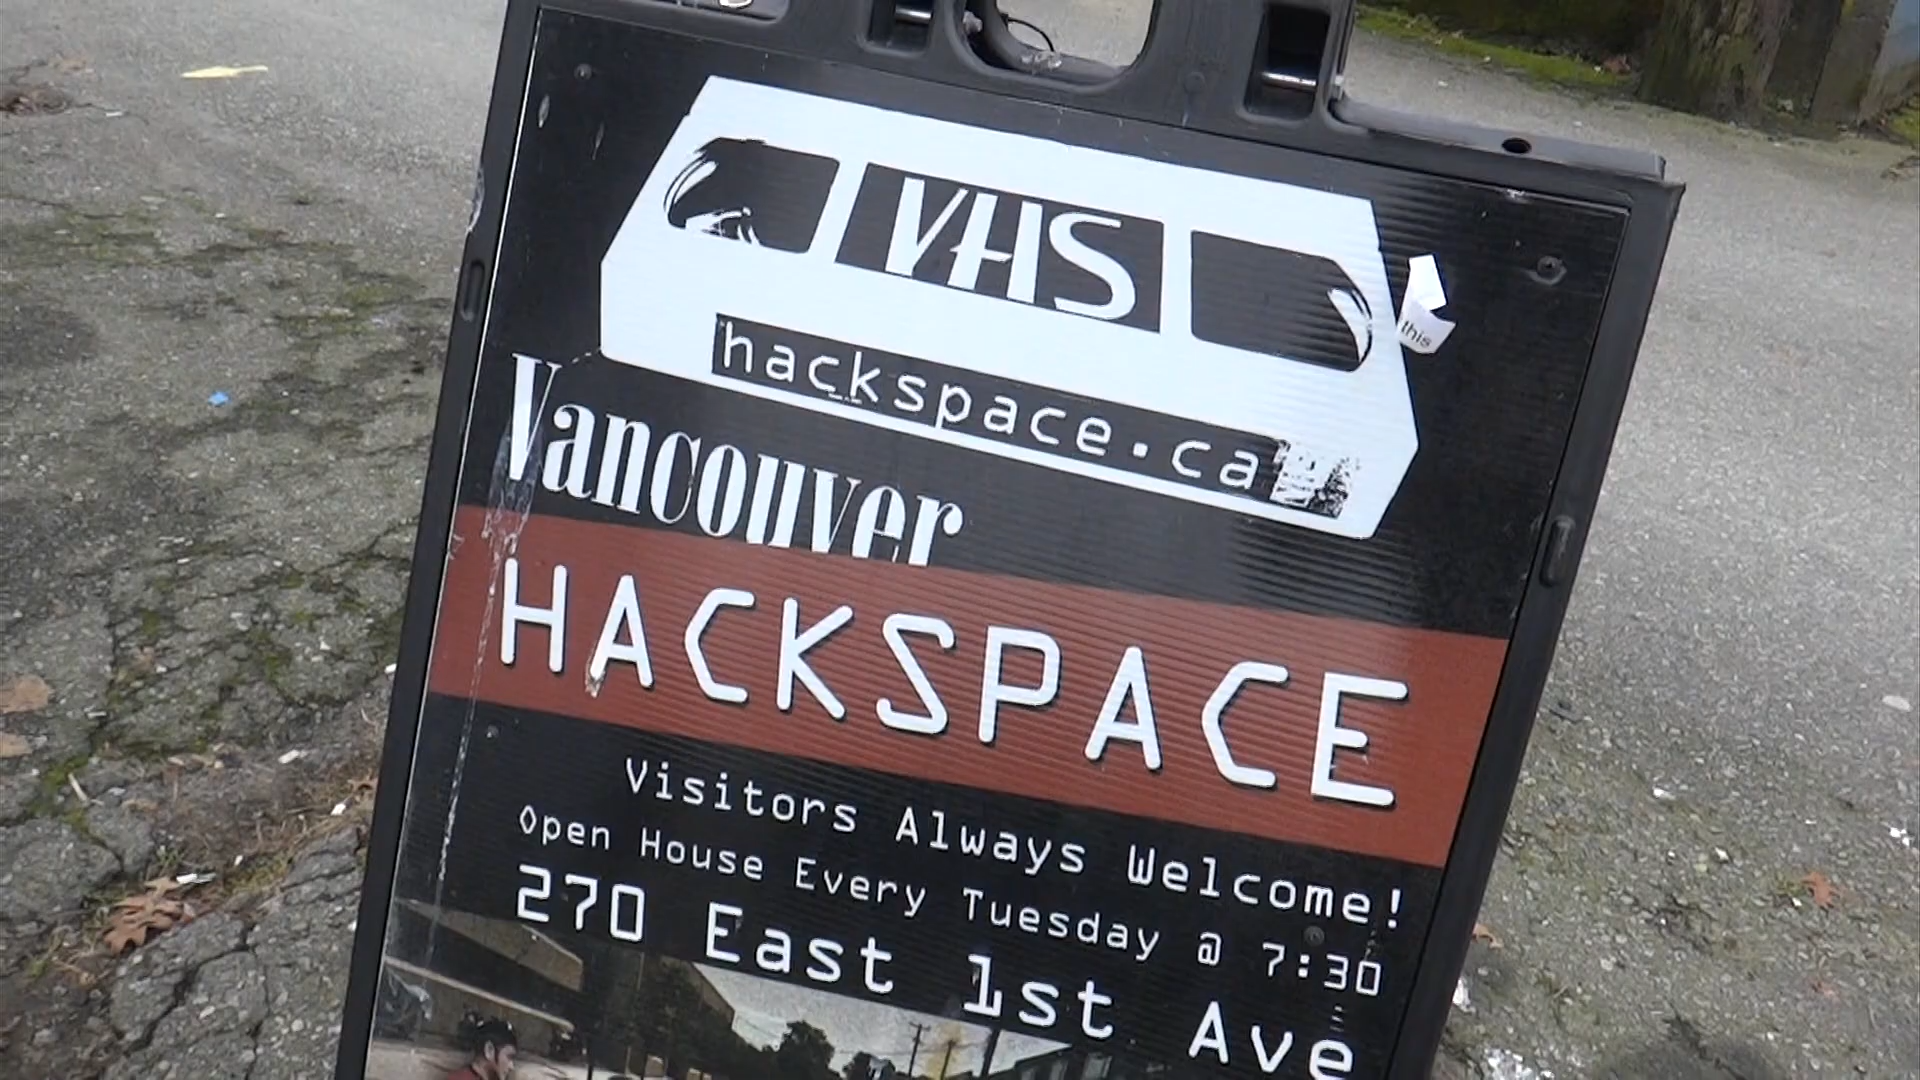 VHS
hackspace.ca
this
Vancouver
HACKSPACE
Visitors Always Welcome!
Open House Every Tuesday @ 7:30
270 East 1st Ave